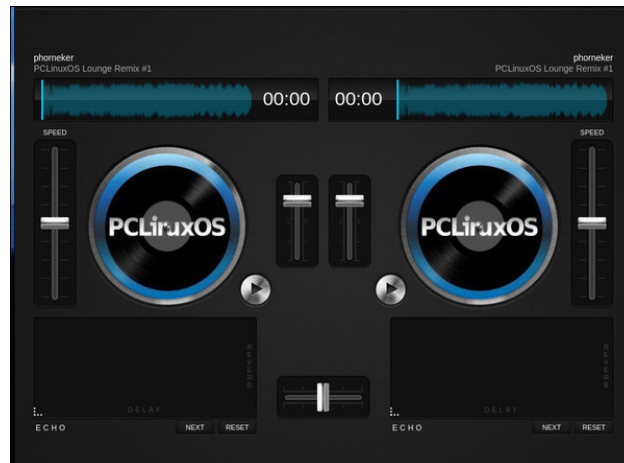 phorneker
PCLinuxOS Lounge Remix #1
phorneker
PCLinuxOS Lounge Remix #1
00:00
00:00
SPEED
SPEED
PCLinuxOS
PCLinuxOS
REVERB
REVERB
DELAY
DELAY
ECHO
NEXT
RESET
ECHO
NEXT
RESET